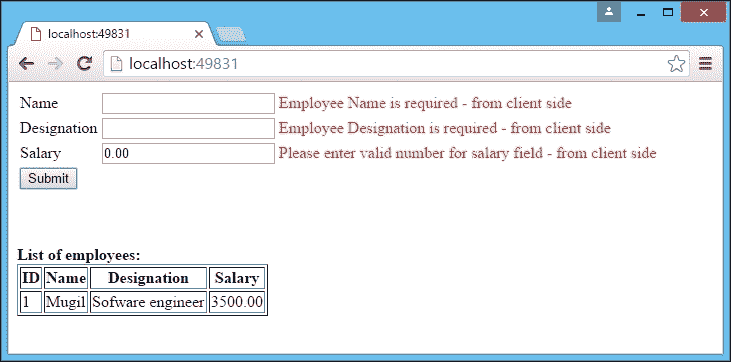 localhost:49831
localhost:49831
Name Employee Name is required - from client side
Designation Employee Designation is required - from client side
Salary 0.00 Please enter valid number for salary field - from client side
Submit
List of employees:
ID Name Designation Salary
1 Mugil Sofware engineer 3500.00